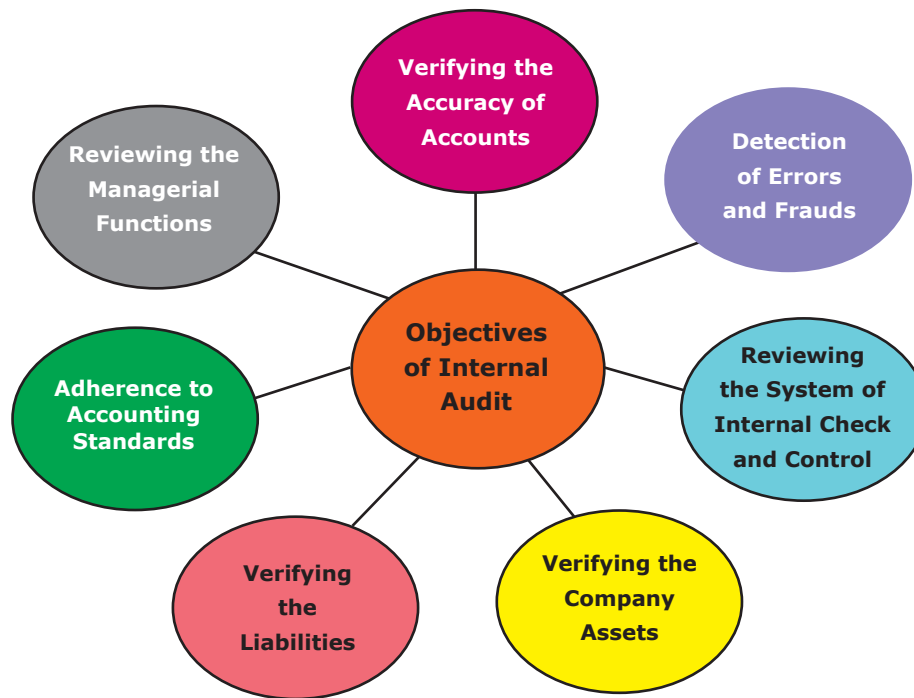 Verifying the
Accuracy of
Accounts
Detection
of Errors
and Frauds
Reviewing
the System of
Internal Check
and Control
Verifying the
Company
Assets
Verifying
the
Liabilities
Adherence to
Accounting
Standards
Reviewing the
Managerial
Functions
Objectives
of Internal
Audit